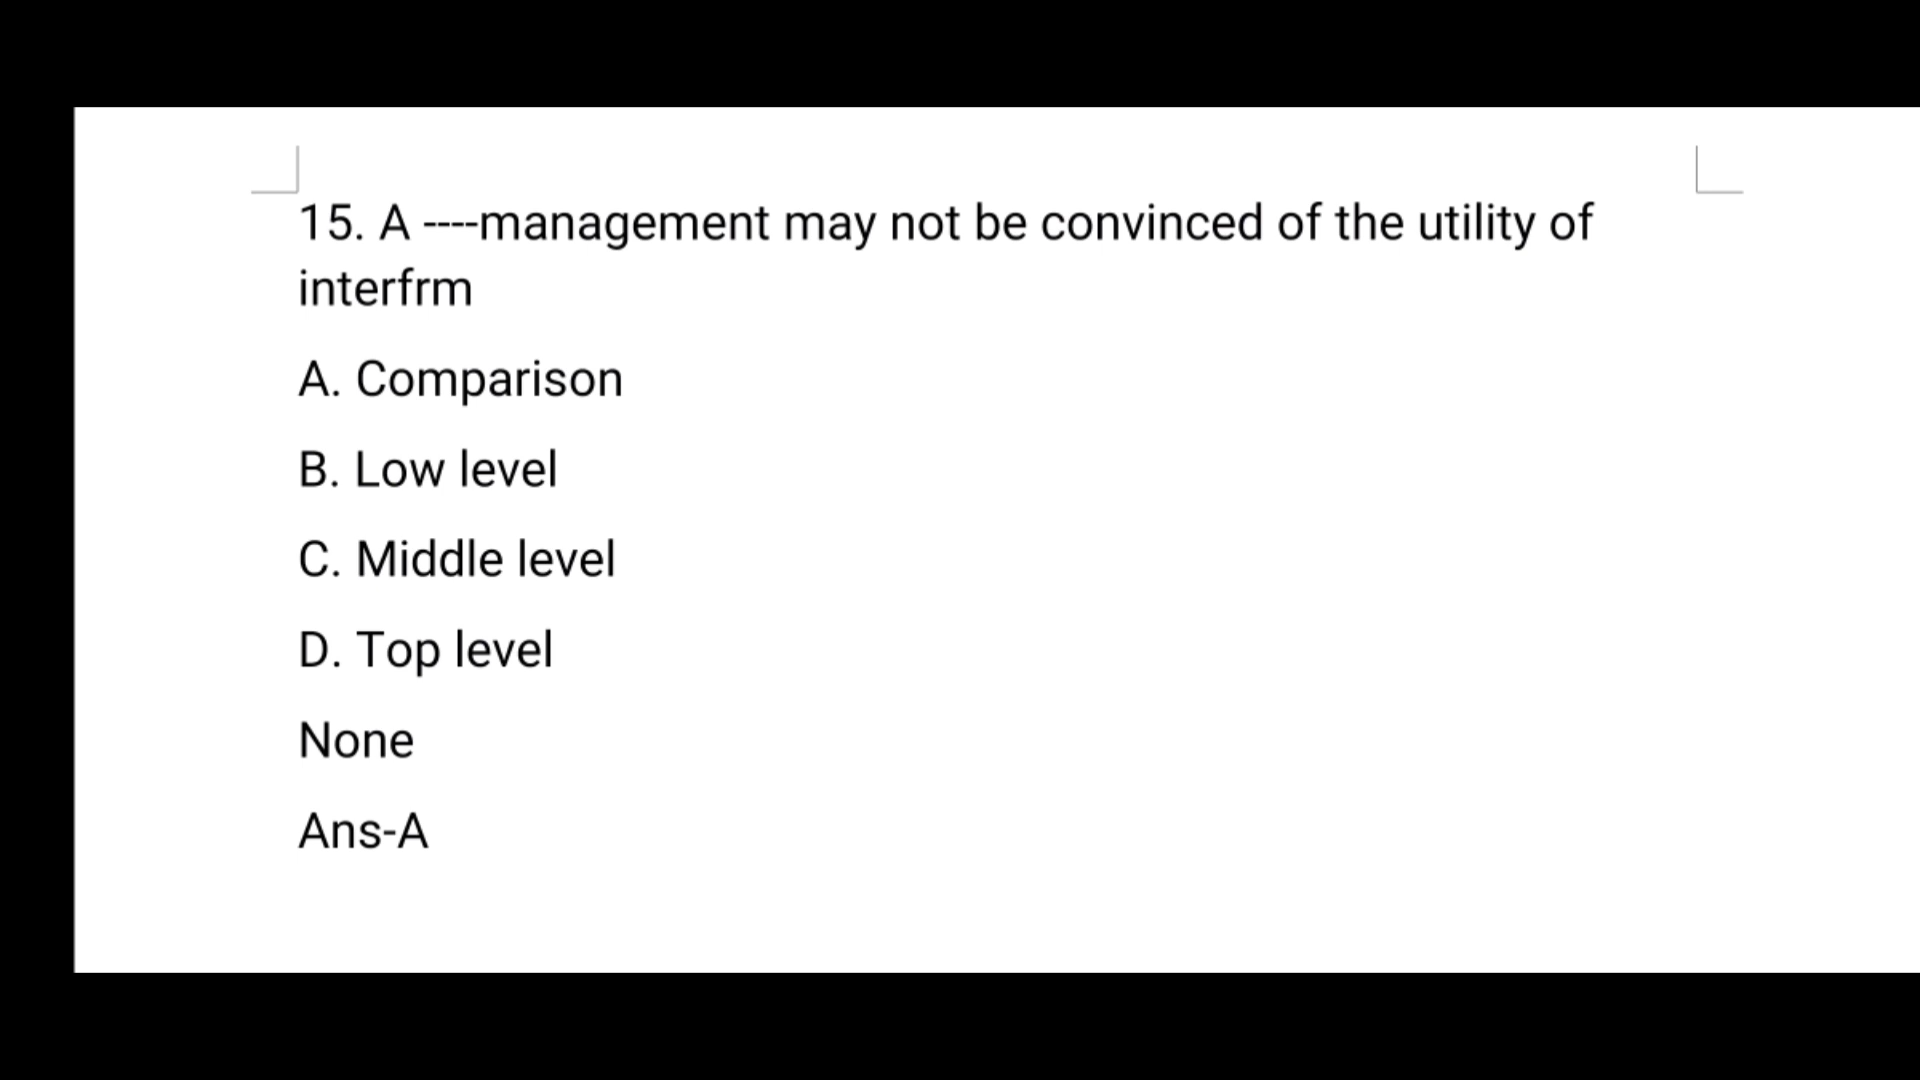 15. A ----management may not be convinced of the utility of
interfrm
A. Comparison
B. Low level
C. Middle level
D. Top level
None
Ans-A